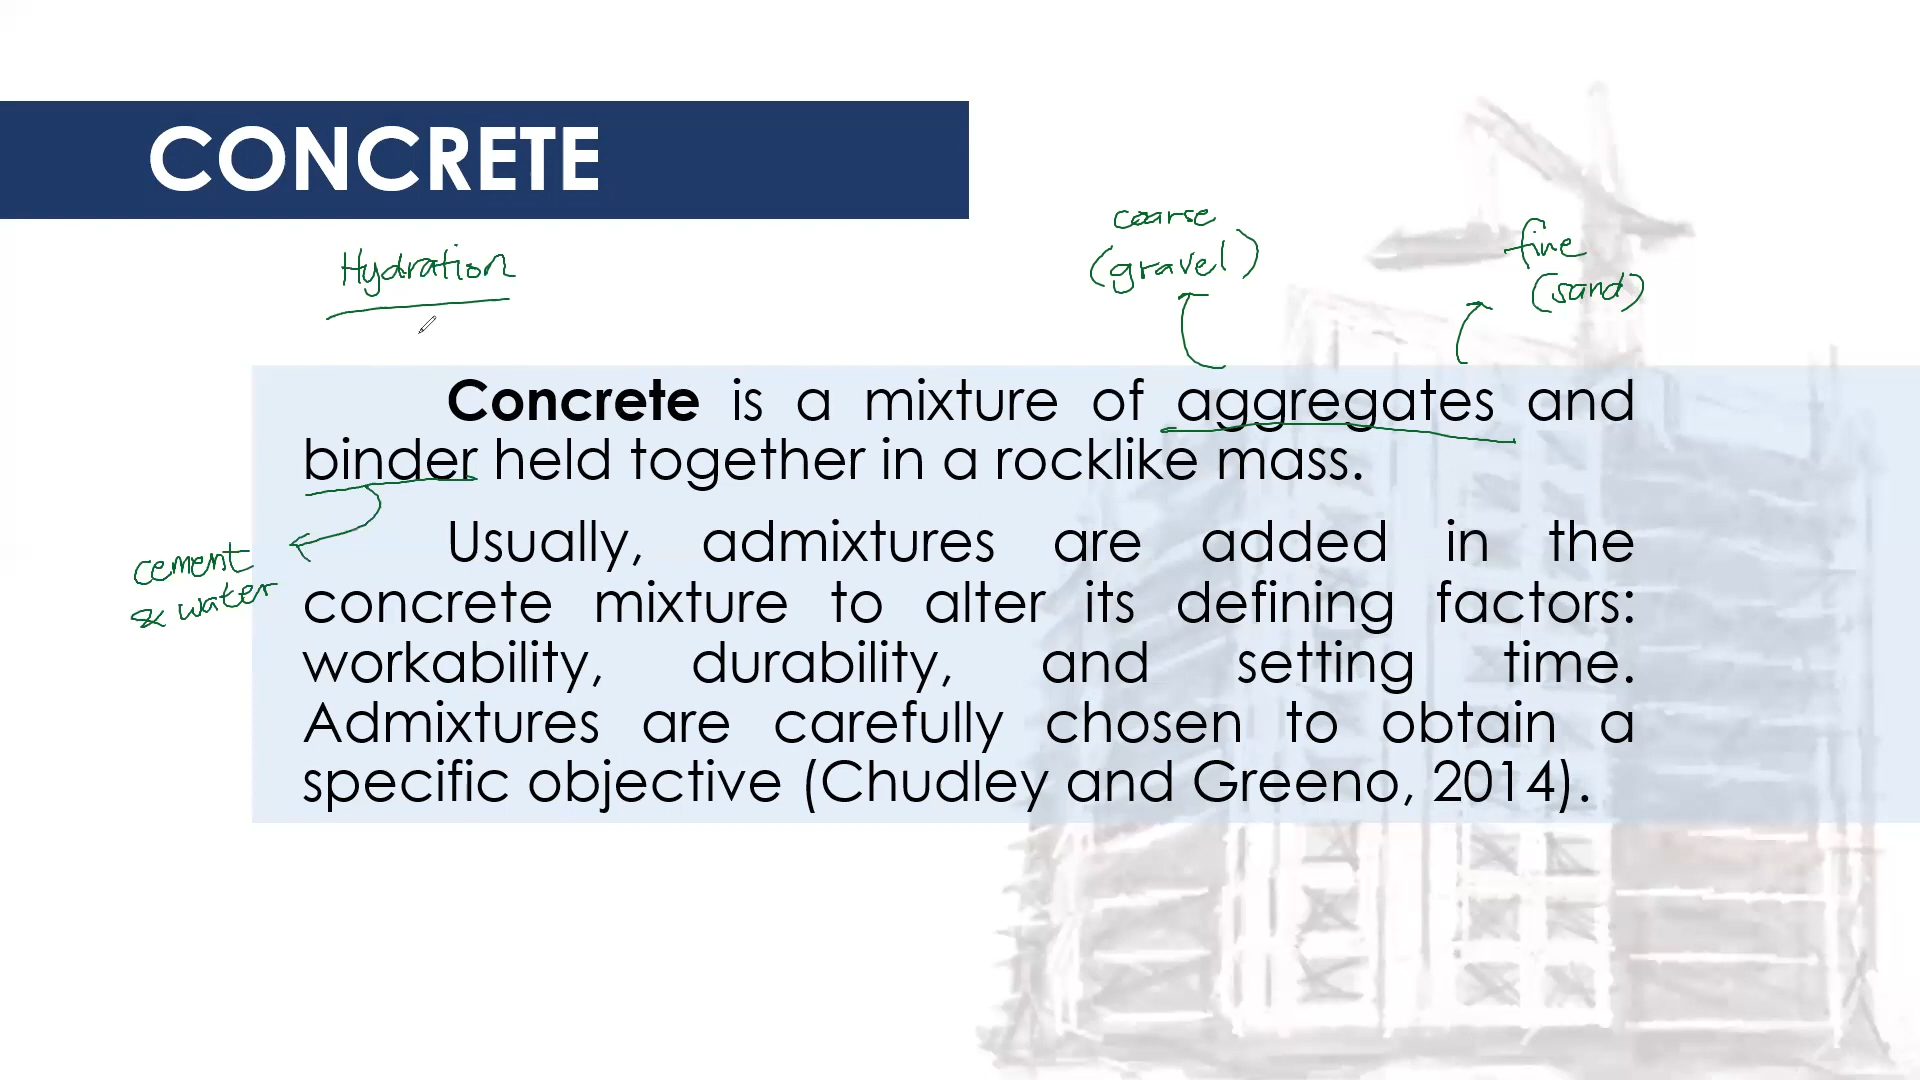 CONCRETE
Hydration
coarse
(gravel)
fine
(sand)
Concrete is a mixture of aggregates and
binder held together in a rocklike mass.
cement
& water
Usually, admixtures are added in the
concrete mixture to alter its defining factors:
workability, durability, and setting time.
Admixtures are carefully chosen to obtain a
specific objective (Chudley and Greeno, 2014).